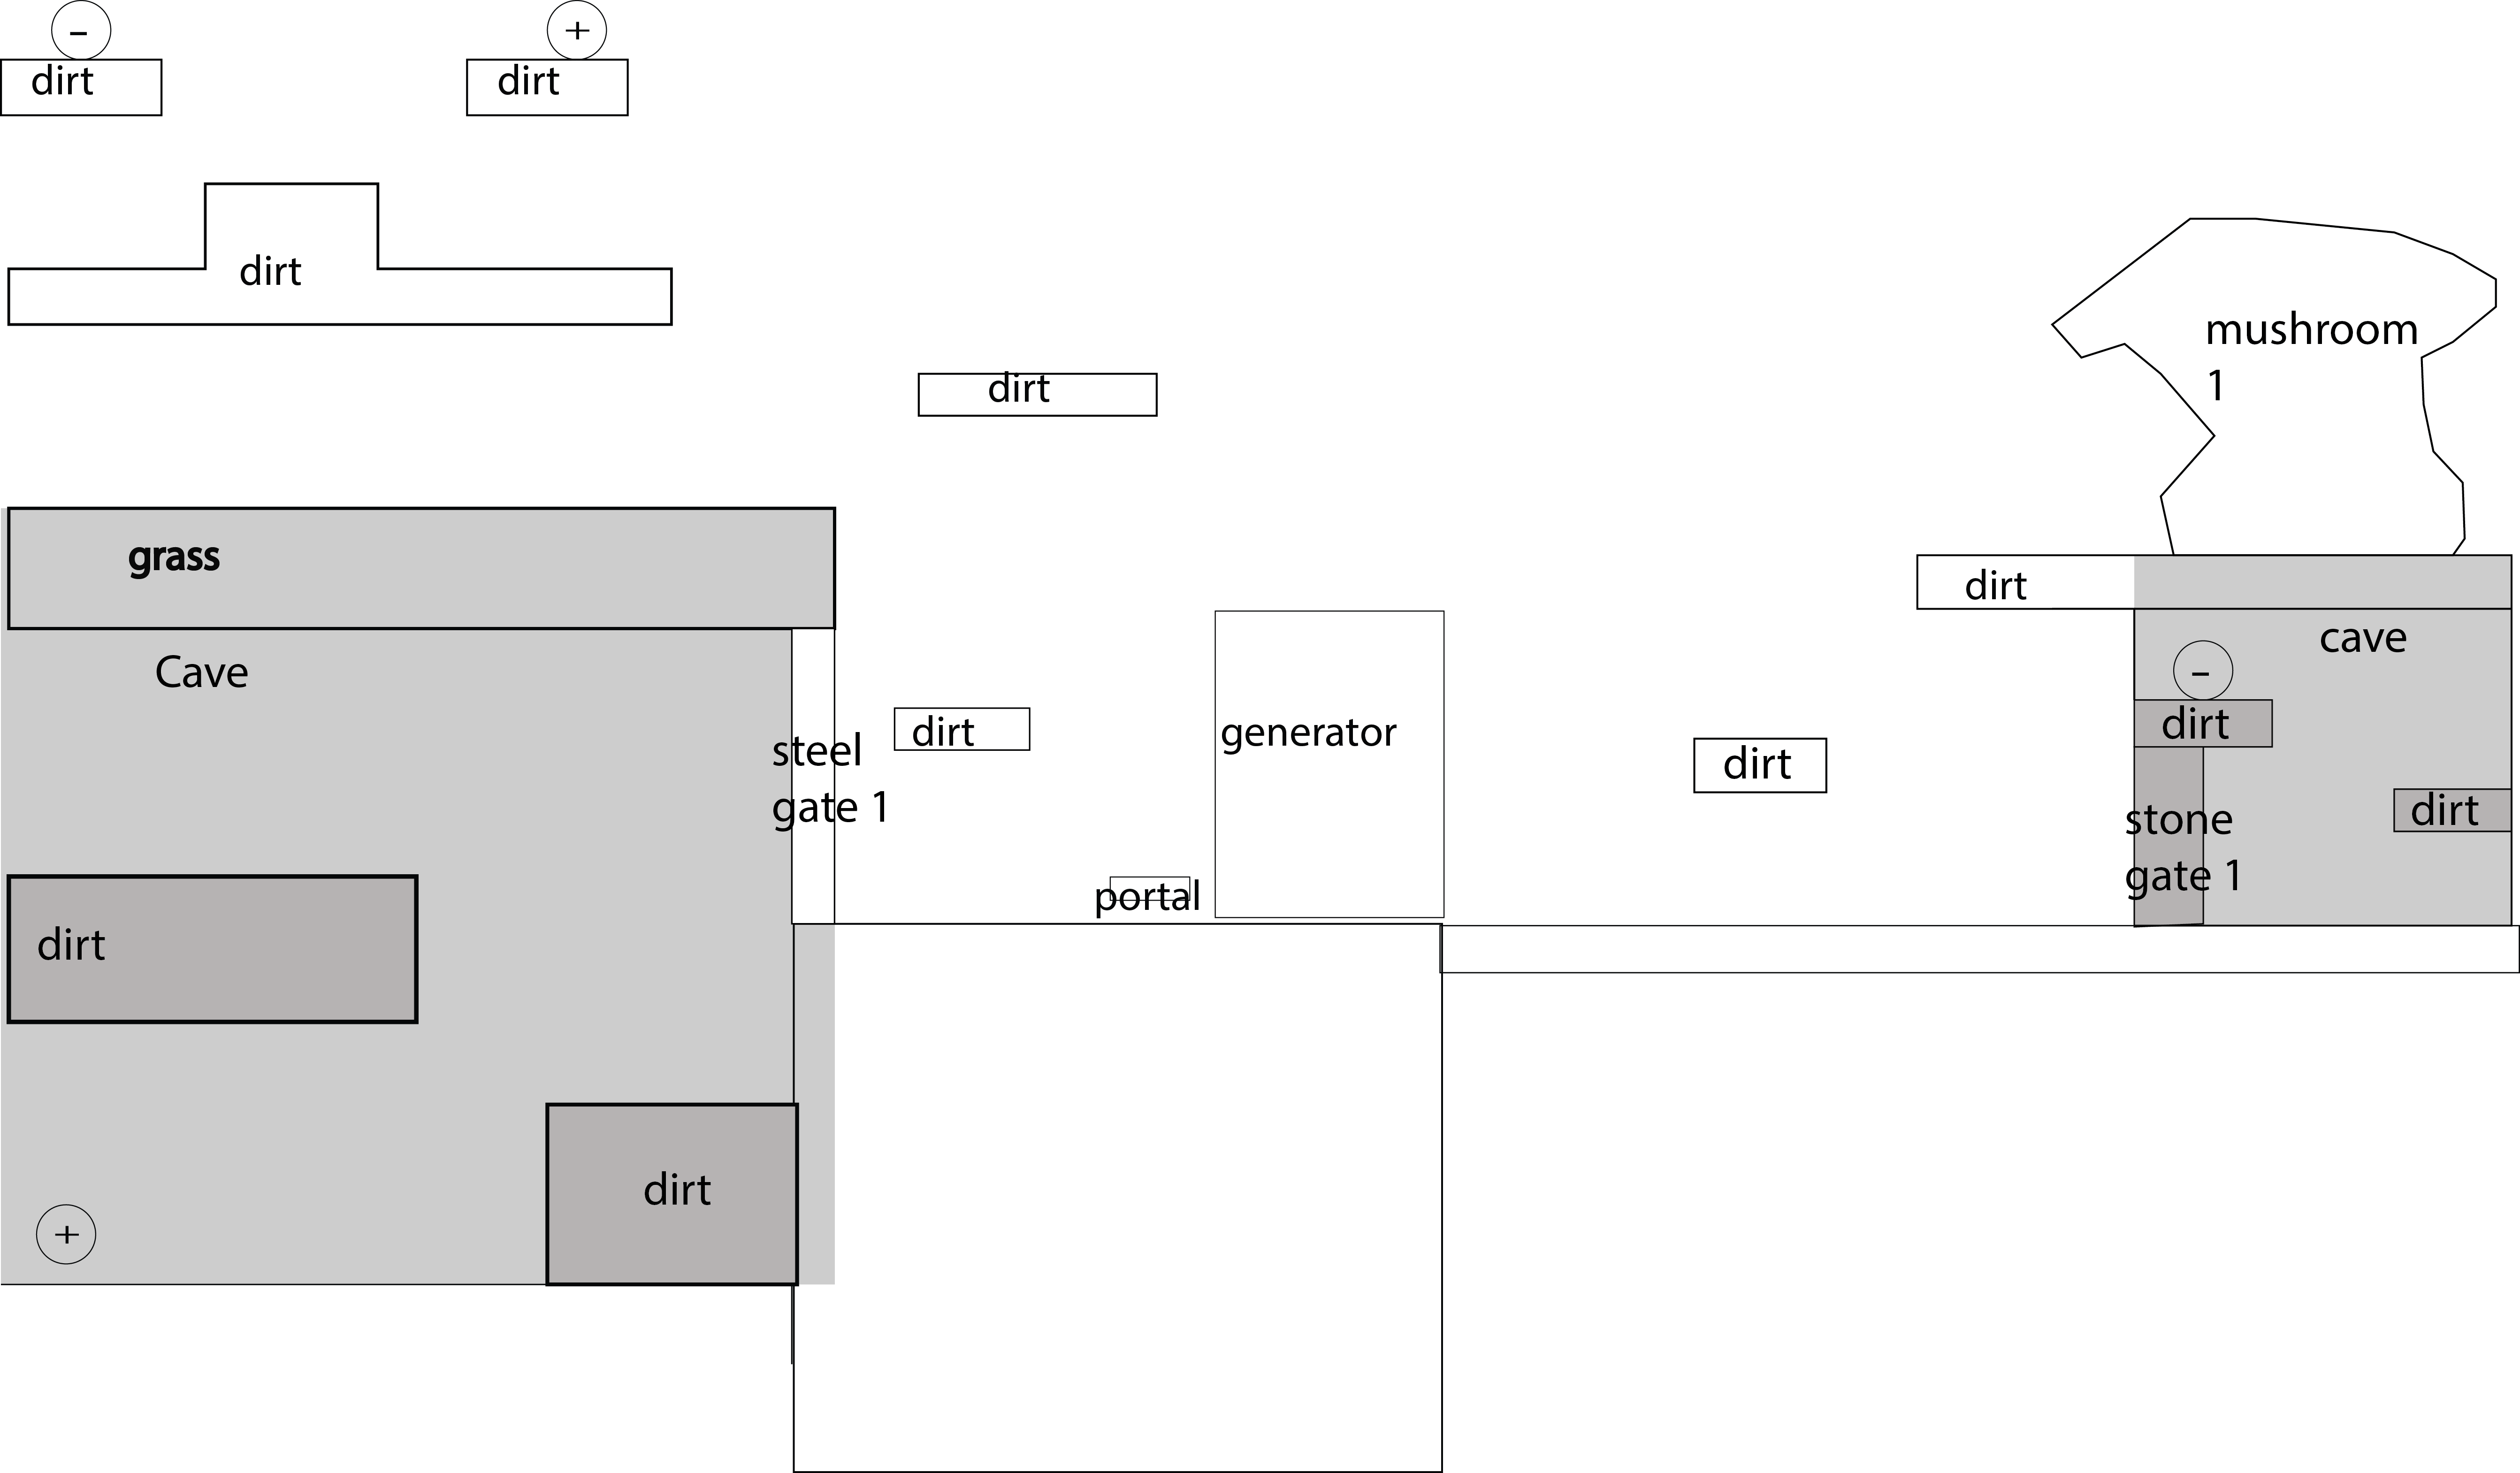 –
+
dirt
dirt
dirt
mushroom
1
dirt
grass
dirt
cave
Cave
–
dirt
dirt
generator
steel
gate 1
dirt
dirt
stone
gate 1
portal
dirt
dirt
+